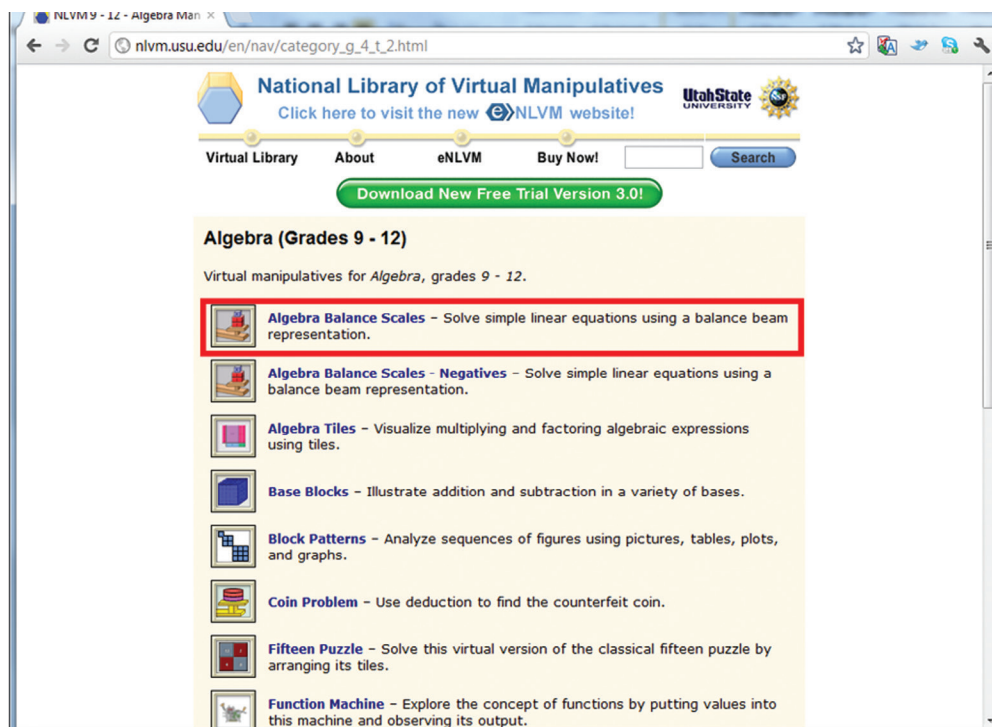 NLVM 9 - 12 - Algebra Man
nlvm.usu.edu/en/nav/category_g_4_t_2.html
National Library of Virtual Manipulatives
Click here to visit the new eNLVM website!
UtahState
UNIVERSITY
NSF
Virtual Library About eNLVM Buy Now! Search
Download New Free Trial Version 3.0!
Algebra (Grades 9 - 12)
Virtual manipulatives for Algebra, grades 9 - 12.
Algebra Balance Scales – Solve simple linear equations using a balance beam
representation.
Algebra Balance Scales - Negatives – Solve simple linear equations using a
balance beam representation.
Algebra Tiles – Visualize multiplying and factoring algebraic expressions
using tiles.
Base Blocks – Illustrate addition and subtraction in a variety of bases.
Block Patterns – Analyze sequences of figures using pictures, tables, plots,
and graphs.
Coin Problem – Use deduction to find the counterfeit coin.
Fifteen Puzzle – Solve this virtual version of the classical fifteen puzzle by
arranging its tiles.
Function Machine – Explore the concept of functions by putting values into
this machine and observing its output.